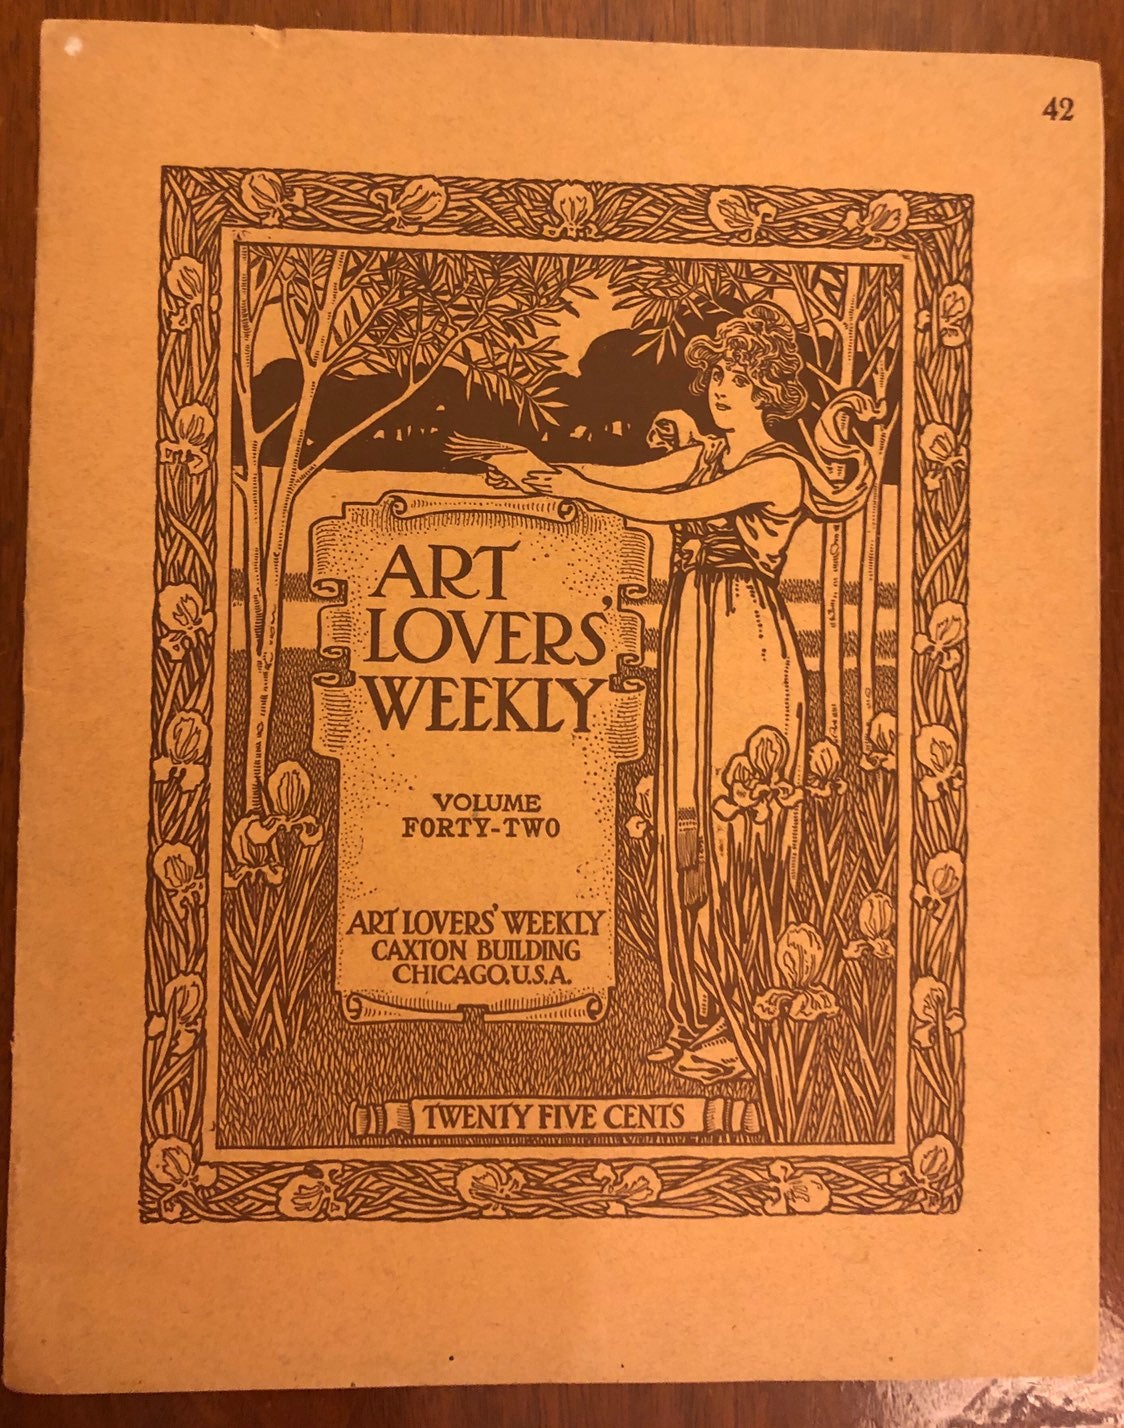 42
ART
LOVERS'
WEEKLY
VOLUME
FORTY-TWO
ART LOVERS' WEEKLY
CAXTON BUILDING
CHICAGO, U.S.A.
TWENTY FIVE CENTS